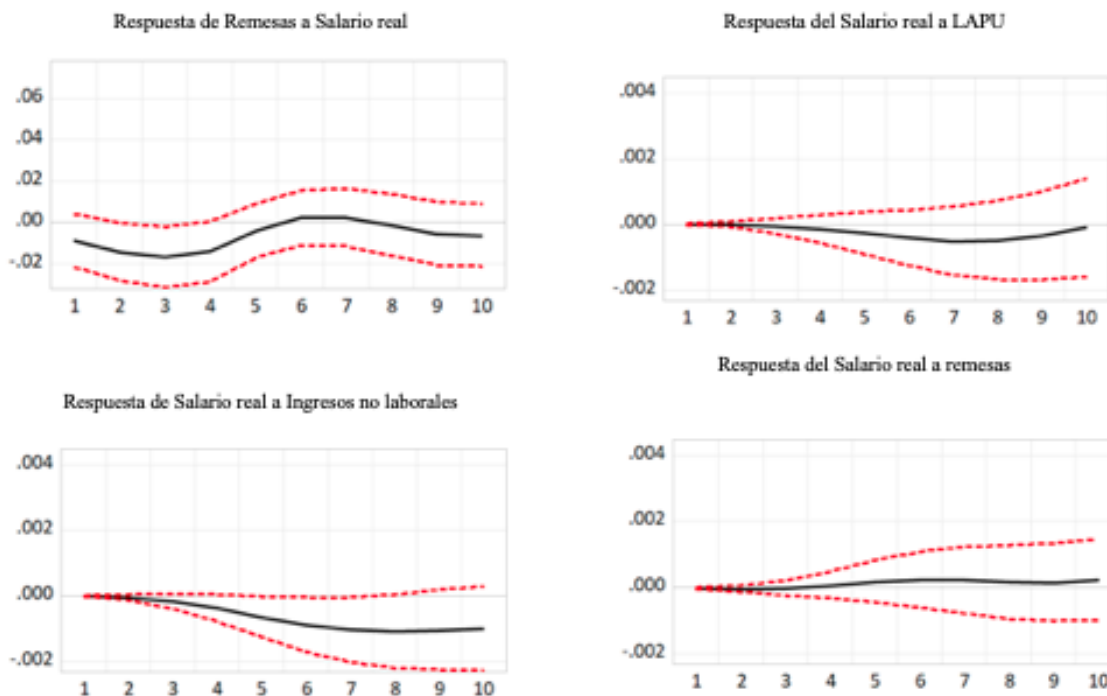 Respuesta de Remesas a Salario real
.06
.04
.02
.00
-.02
1 2 3 4 5 6 7 8 9 10
Respuesta del Salario real a LAPU
.004
.002
.000
-.002
1 2 3 4 5 6 7 8 9 10
Respuesta de Salario real a Ingresos no laborales
.004
.002
.000
-.002
1 2 3 4 5 6 7 8 9 10
Respuesta del Salario real a remesas
.004
.002
.000
-.002
1 2 3 4 5 6 7 8 9 10